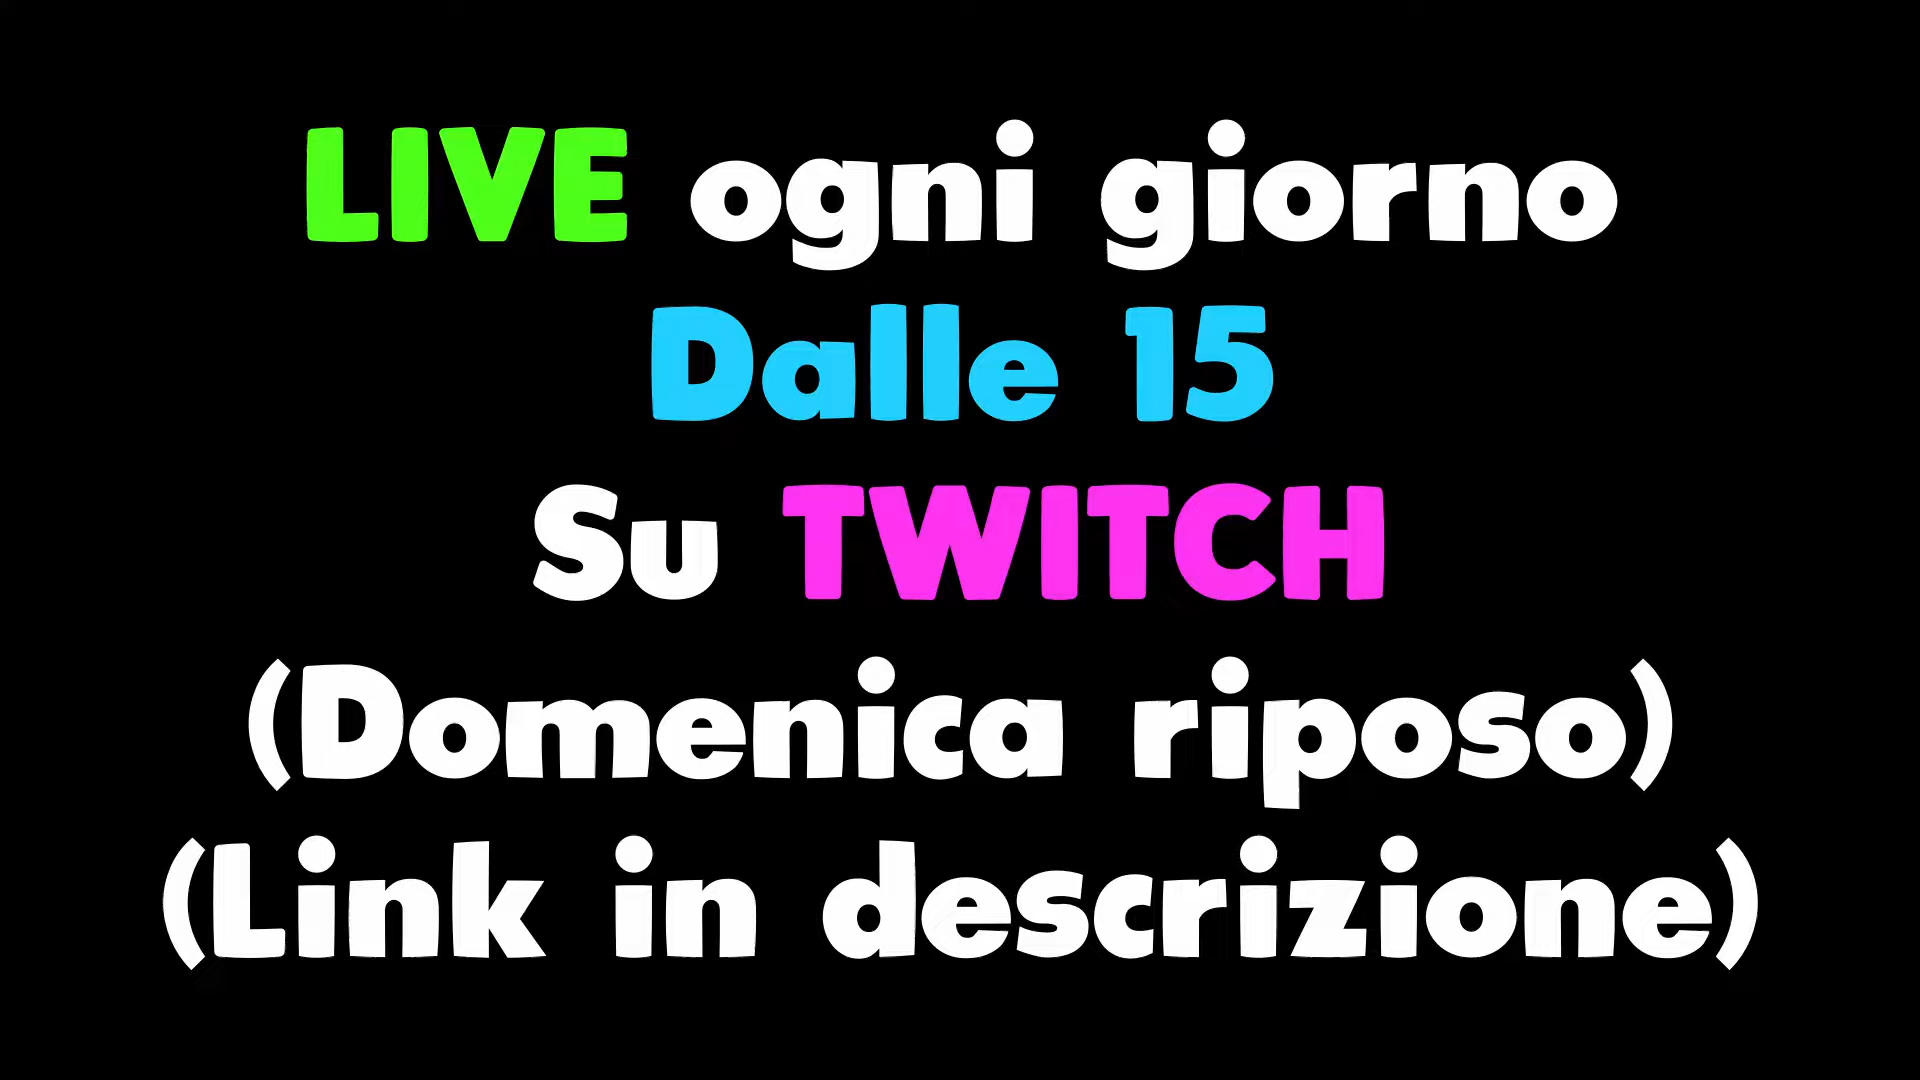 LIVE ogni giorno
Dalle 15
Su TWITCH
(Domenica riposo)
(Link in descrizione)